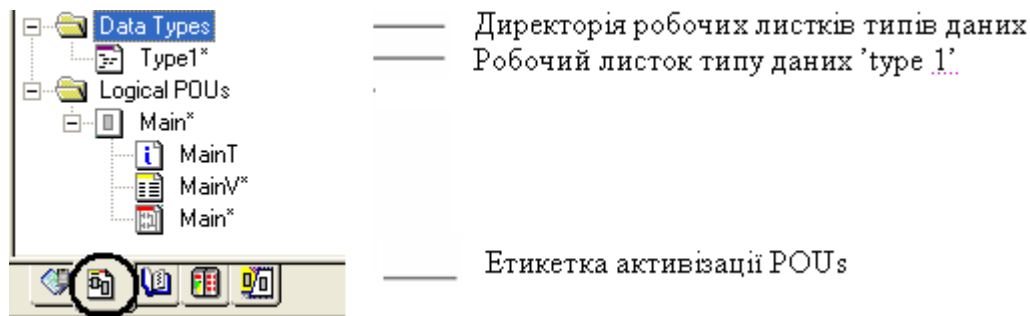 Data Types Директорія робочих листків типів даних
Type1* Робочий листок типу даних ’type 1’
Logical POUs
Main*
MainT
MainV*
Main*
Етикетка активізації POUs